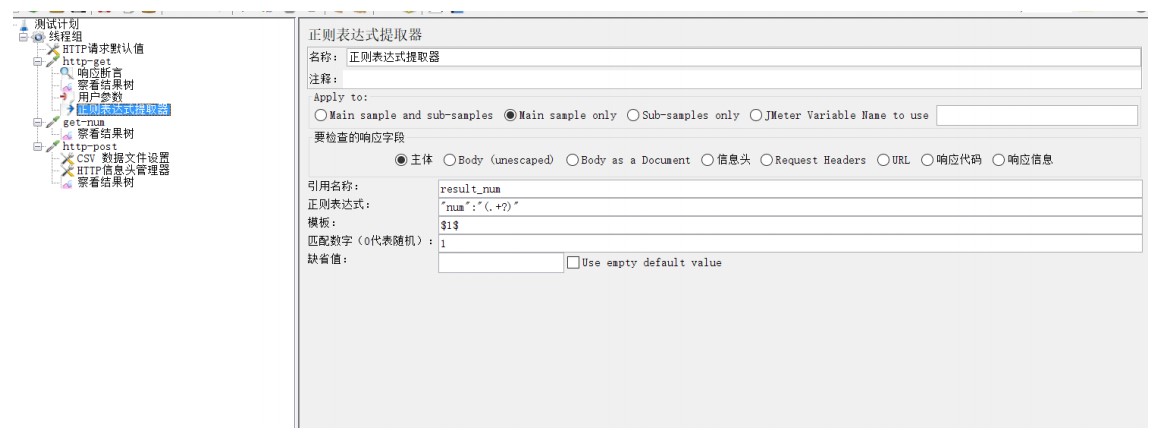 测试计划
线程组
HTTP请求默认值
http-get
响应断言
察看结果树
用户参数
正则表达式提取器
get-num
察看结果树
http-post
CSV 数据文件设置
HTTP信息头管理器
察看结果树
正则表达式提取器
名称： 正则表达式提取器
注释：
Apply to:
Main sample and sub-samples Main sample only Sub-samples only JMeter Variable Name to use
要检查的响应字段
主体 Body (unescaped) Body as a Document 信息头 Request Headers URL 响应代码 响应信息
引用名称： result_num
正则表达式： "num":"(.+?)"
模板： $1$
匹配数字（0代表随机）： 1
缺省值： Use empty default value